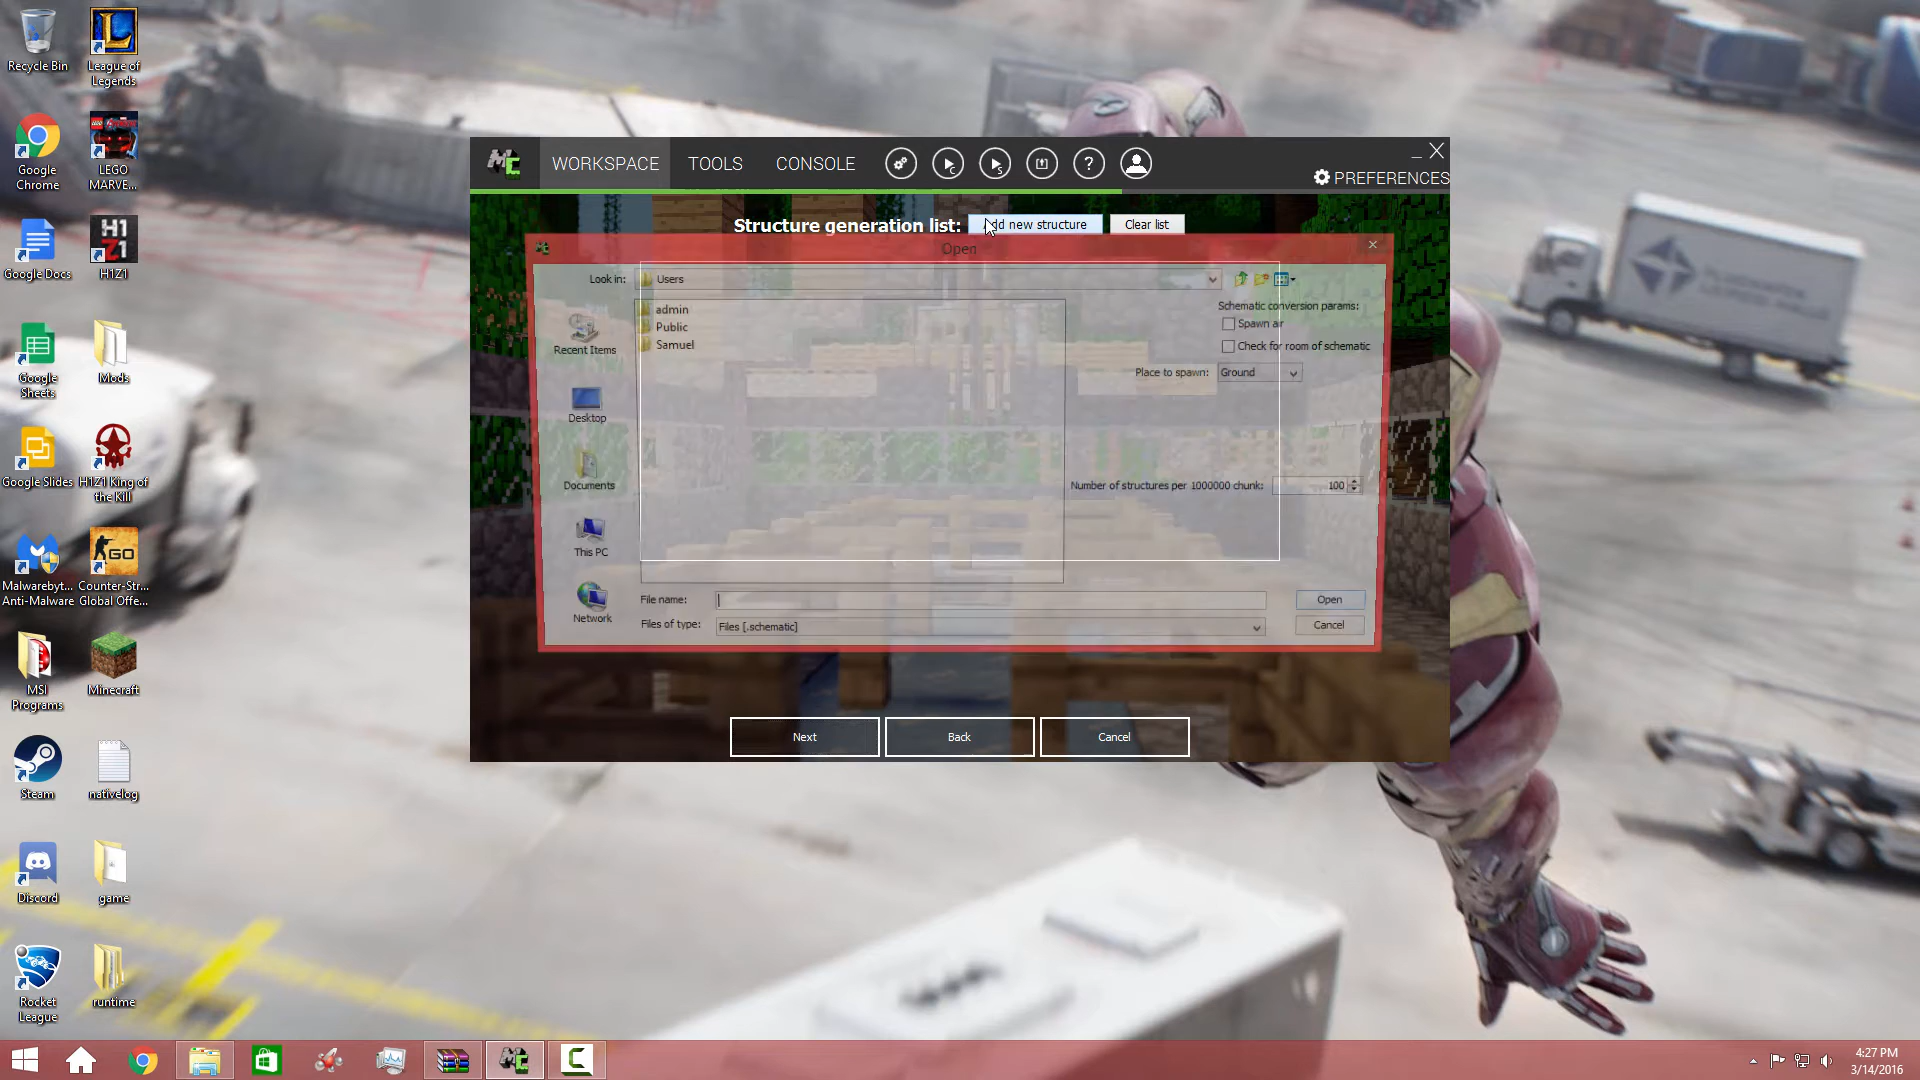 Recycle Bin
League of
Legends
Google
Chrome
LEGO
MARVE...
Google Docs
H1Z1
Google
Sheets
Mods
Google Slides
H1Z1 King of
the Kill
Malwarebyt...
Anti-Malware
Counter-Str...
Global Offe...
MSI
Programs
Minecraft
Steam
nativelog
Discord
game
Rocket
League
runtime
WORKSPACE
TOOLS
CONSOLE
PREFERENCES
Structure generation list:
Add new structure
Clear list
Open
Look in:
Users
admin
Public
Samuel
Recent Items
Desktop
Documents
This PC
Network
Schematic conversion params:
Spawn air
Check for room of schematic
Place to spawn:
Ground
Number of structures per 1000000 chunk:
100
File name:
Open
Files of type:
Files [.schematic]
Cancel
Next
Back
Cancel
4:27 PM
3/14/2016